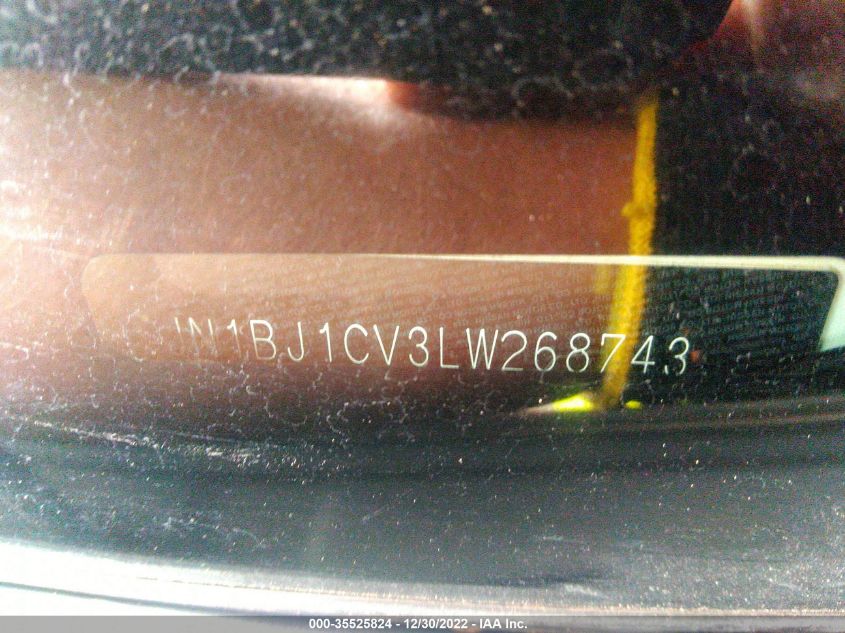 JN1BJ1CV3LW268743
000-35525824 - 12/30/2022 - IAA Inc.